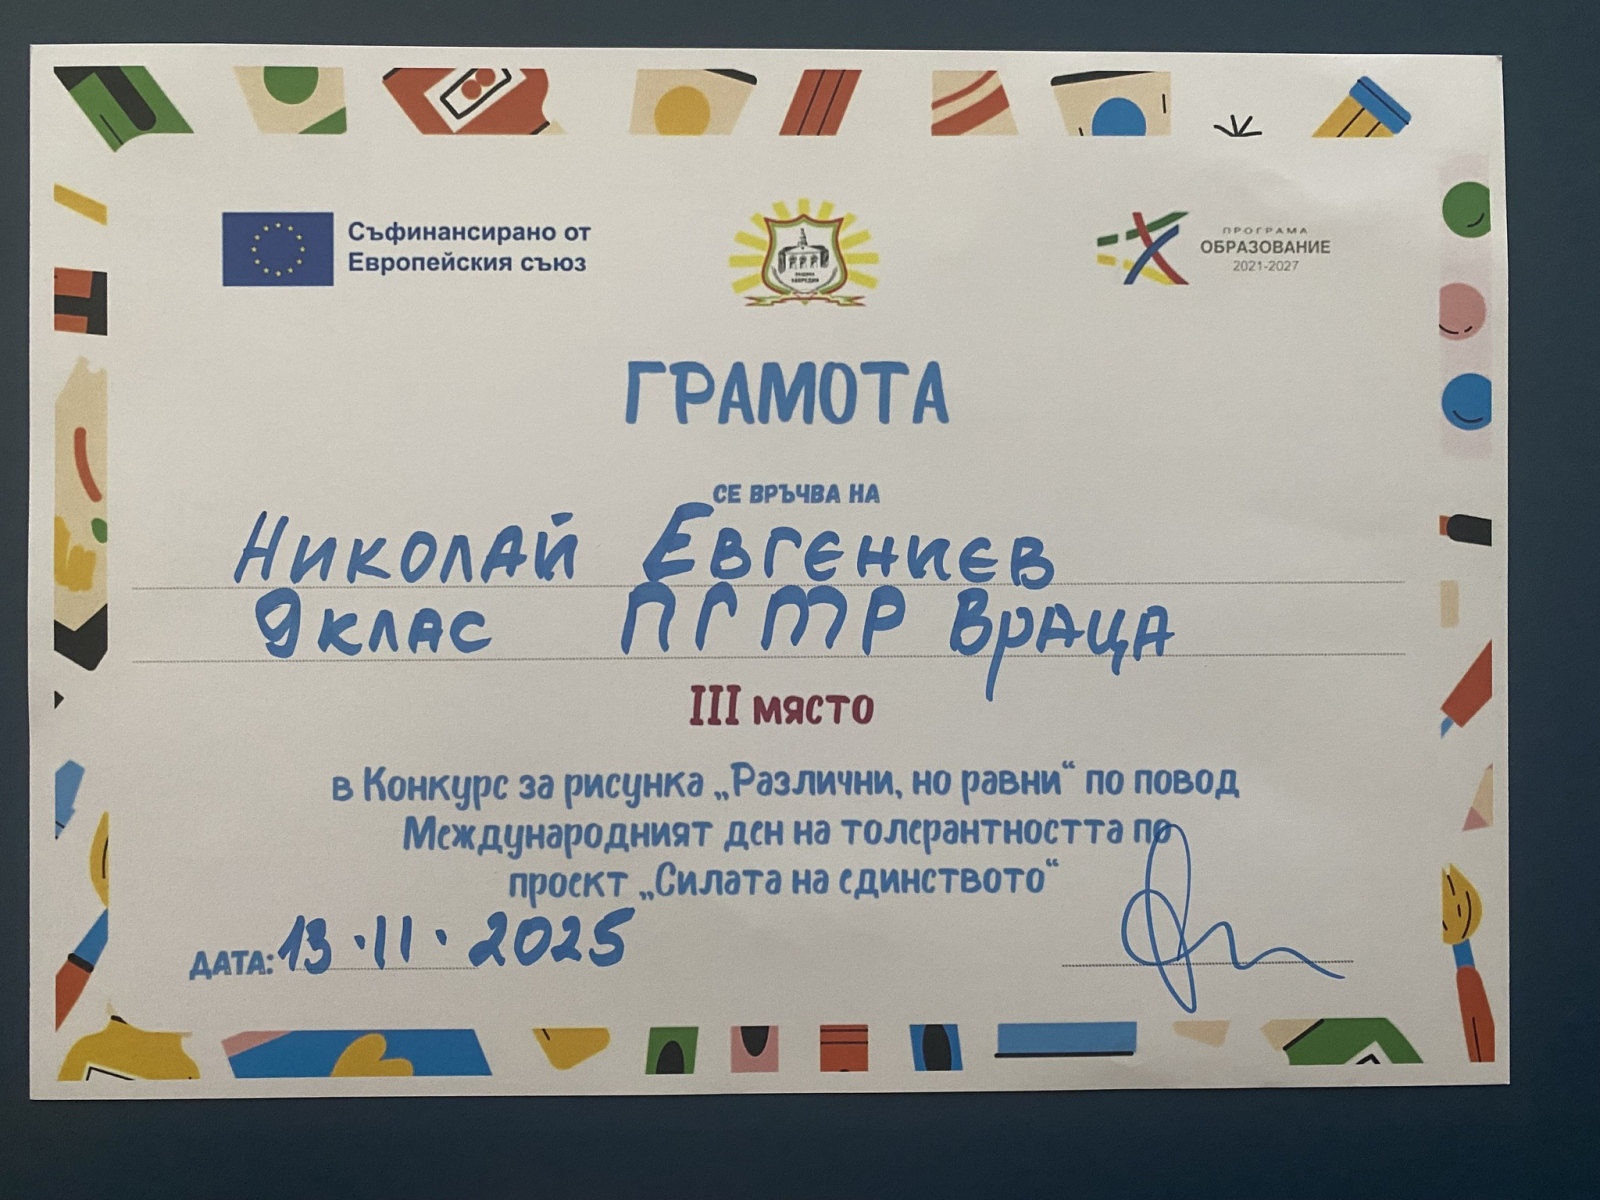 Съфинансирано от
Европейския съюз
ПРОГРАМА
ОБРАЗОВАНИЕ
2021-2027
ГРАМОТА
СЕ ВРЪЧВА НА
Николай Евгениев
9 клас ПГТР Враца
III място
в Конкурс за рисунка „Различни, но равни“ по повод
Международният ден на толерантността по
проект „Силата на единството“
ДАТА: 13.11.2025